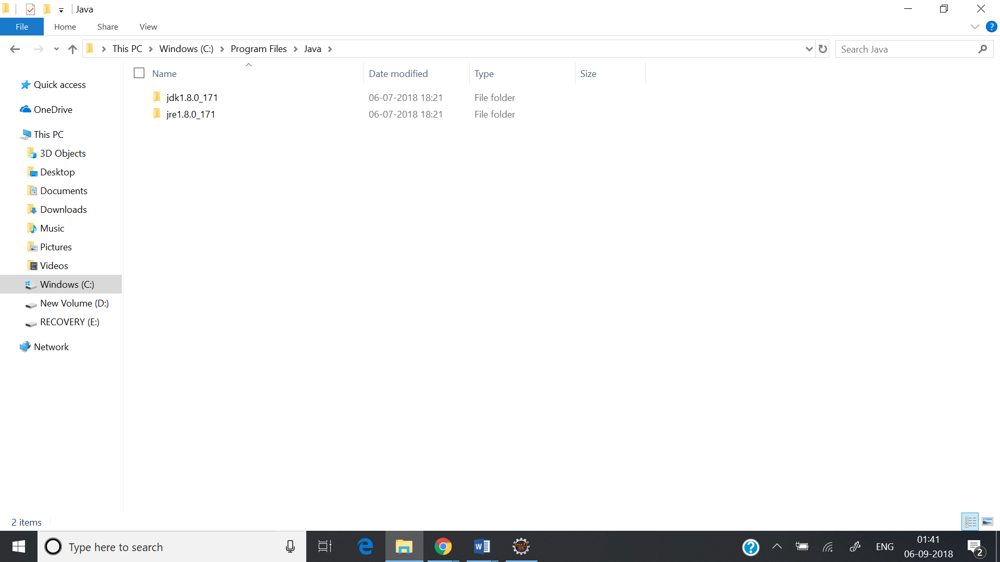 Java
File Home Share View
This PC Windows (C:) Program Files Java
Search Java
Name Date modified Type Size
jdk1.8.0_171 06-07-2018 18:21 File folder
jre1.8.0_171 06-07-2018 18:21 File folder
Quick access
OneDrive
This PC
3D Objects
Desktop
Documents
Downloads
Music
Pictures
Videos
Windows (C:)
New Volume (D:)
RECOVERY (E:)
Network
2 items
Type here to search
Java EE
IDE
ENG
01:41
06-09-2018
2